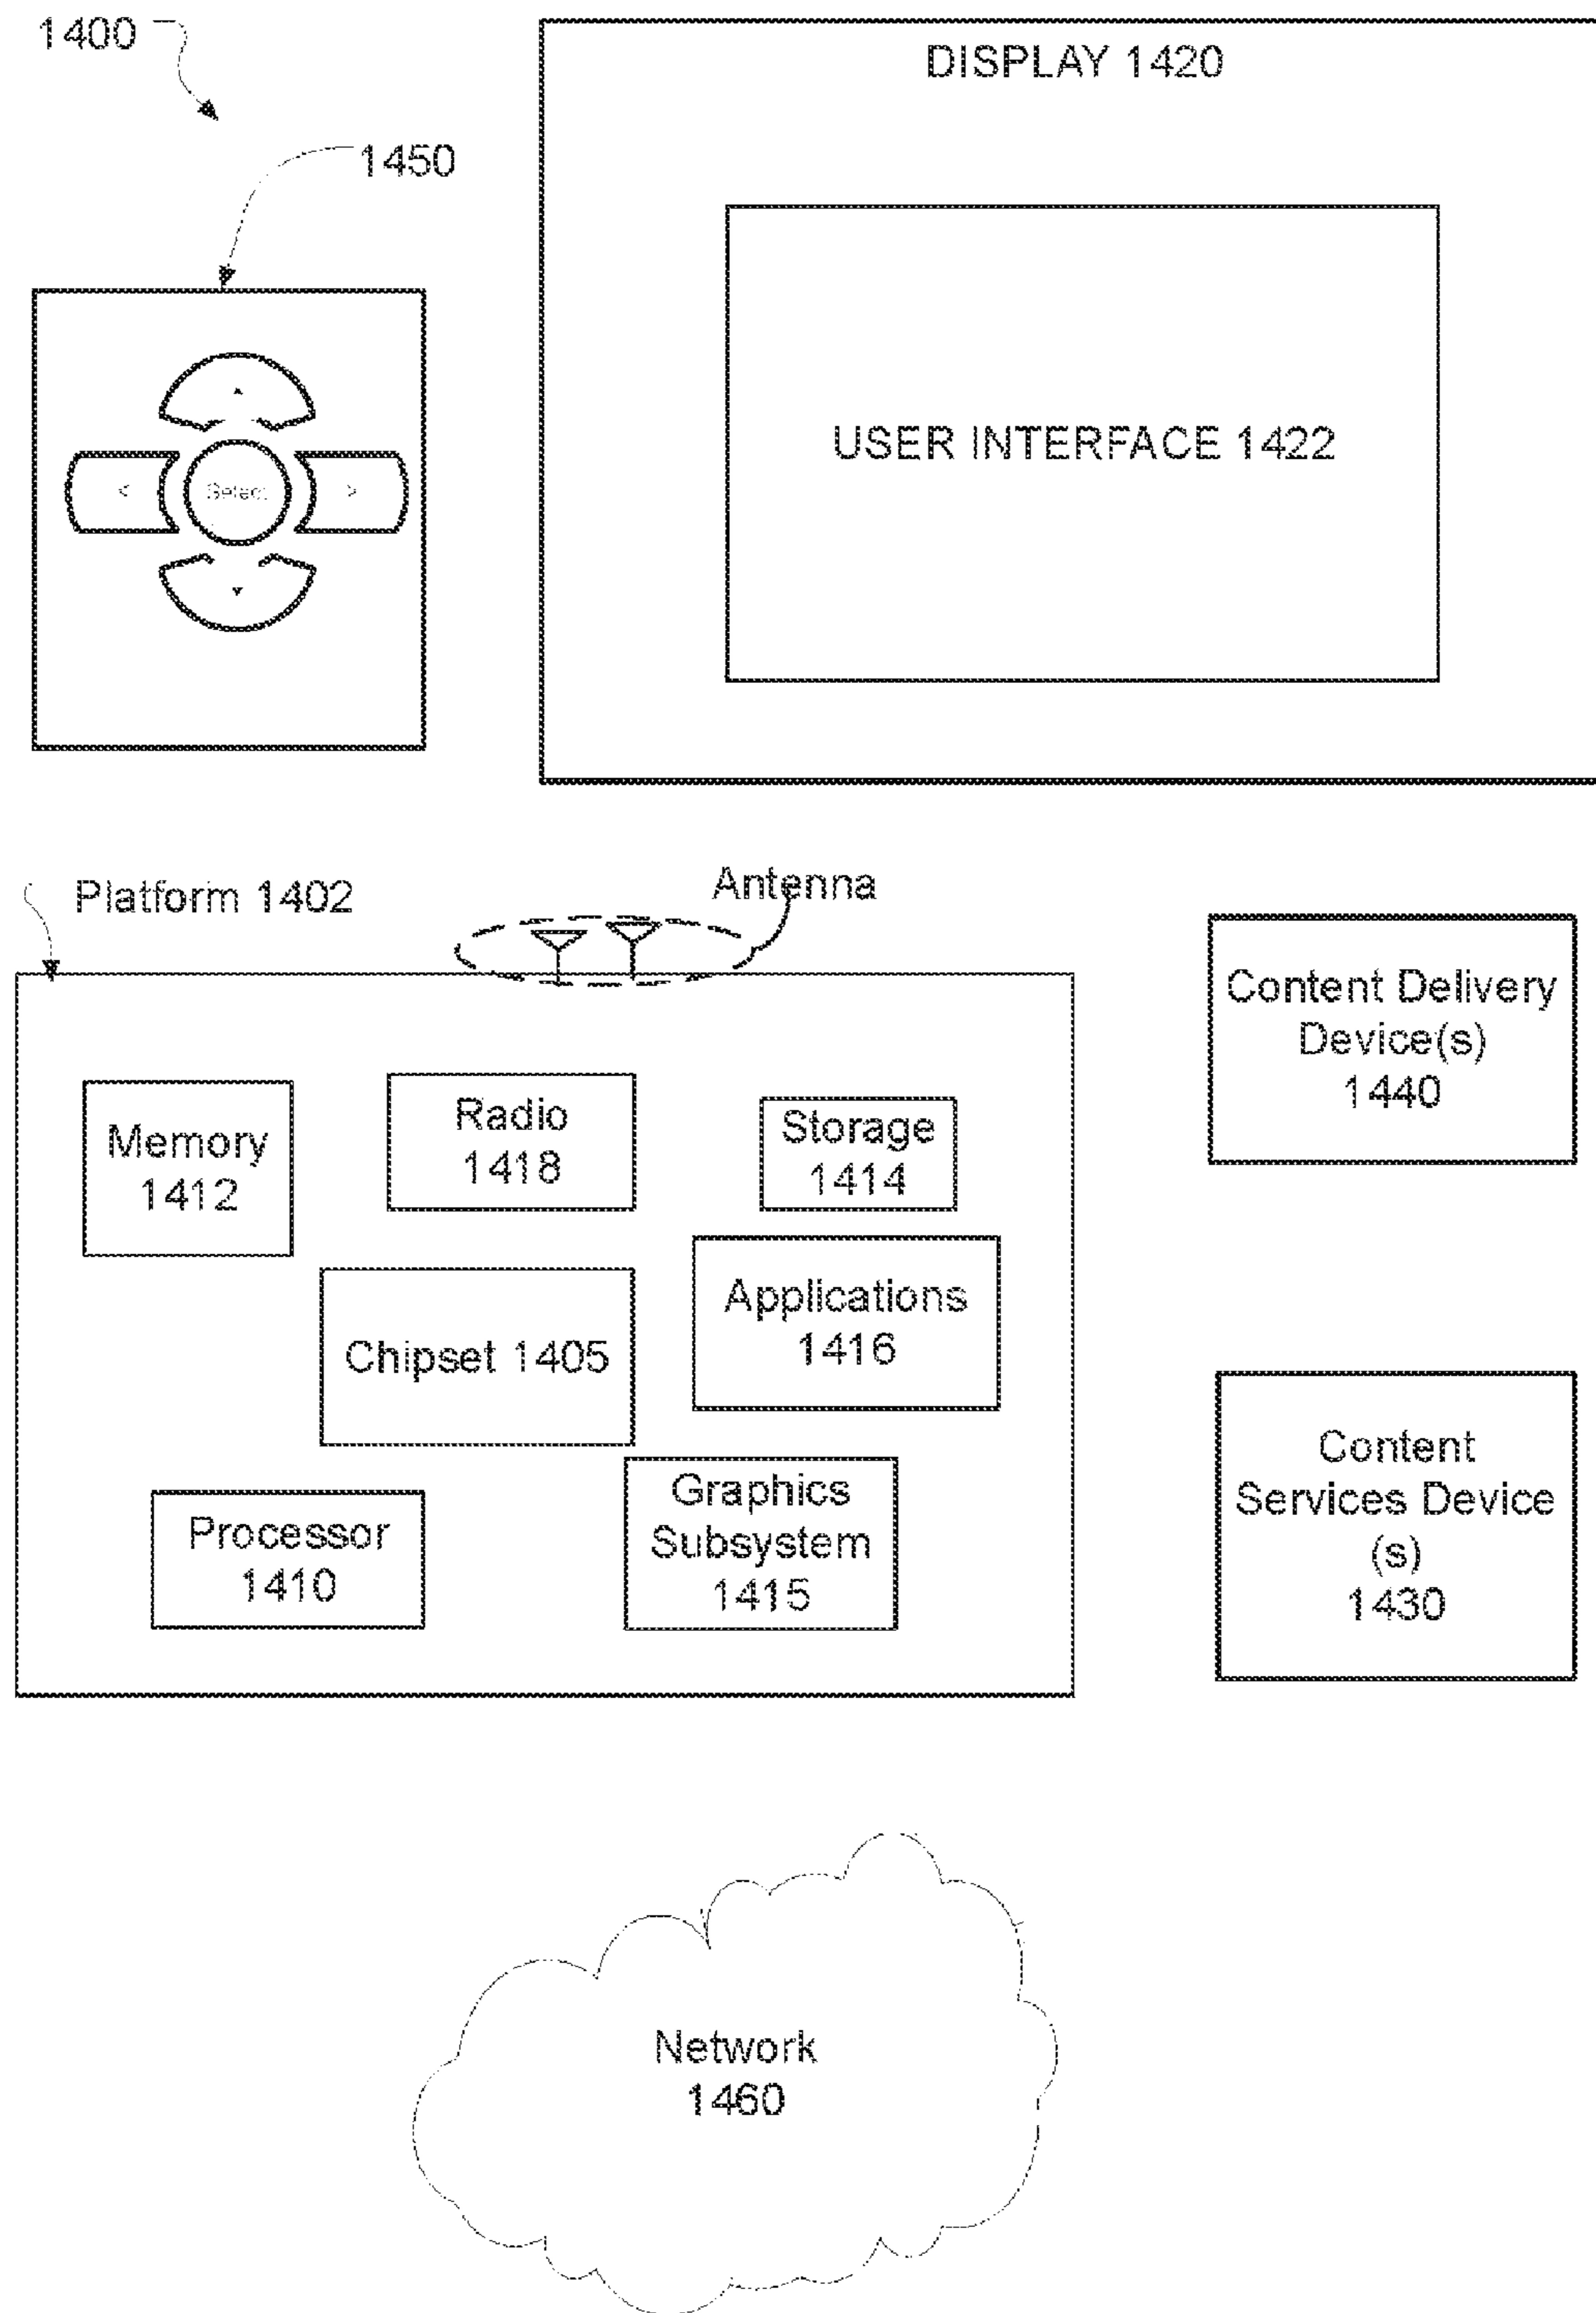 1400
DISPLAY 1420
1450
USER INTERFACE 1422
<
Select
>
Platform 1402
Antenna
Content Delivery
Device(s)
1440
Memory
1412
Radio
1418
Storage
1414
Chipset 1405
Applications
1416
Processor
1410
Graphics
Subsystem
1415
Content
Services Device
(s)
1430
Network
1460